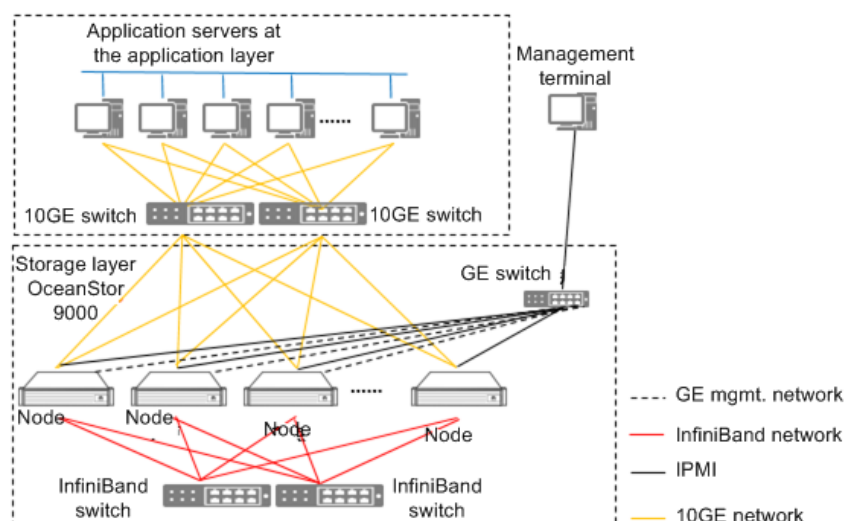 Application servers at
the application layer
Management
terminal
10GE switch
10GE switch
Storage layer
OceanStor
9000
GE switch
Node
Node
Node
Node
GE mgmt. network
InfiniBand network
IPMI
10GE network
InfiniBand
switch
InfiniBand
switch